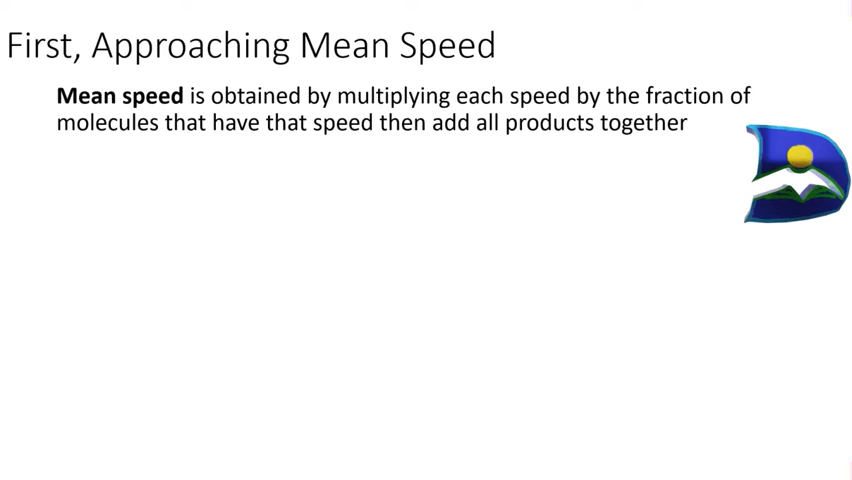 First, Approaching Mean Speed
Mean speed is obtained by multiplying each speed by the fraction of
molecules that have that speed then add all products together